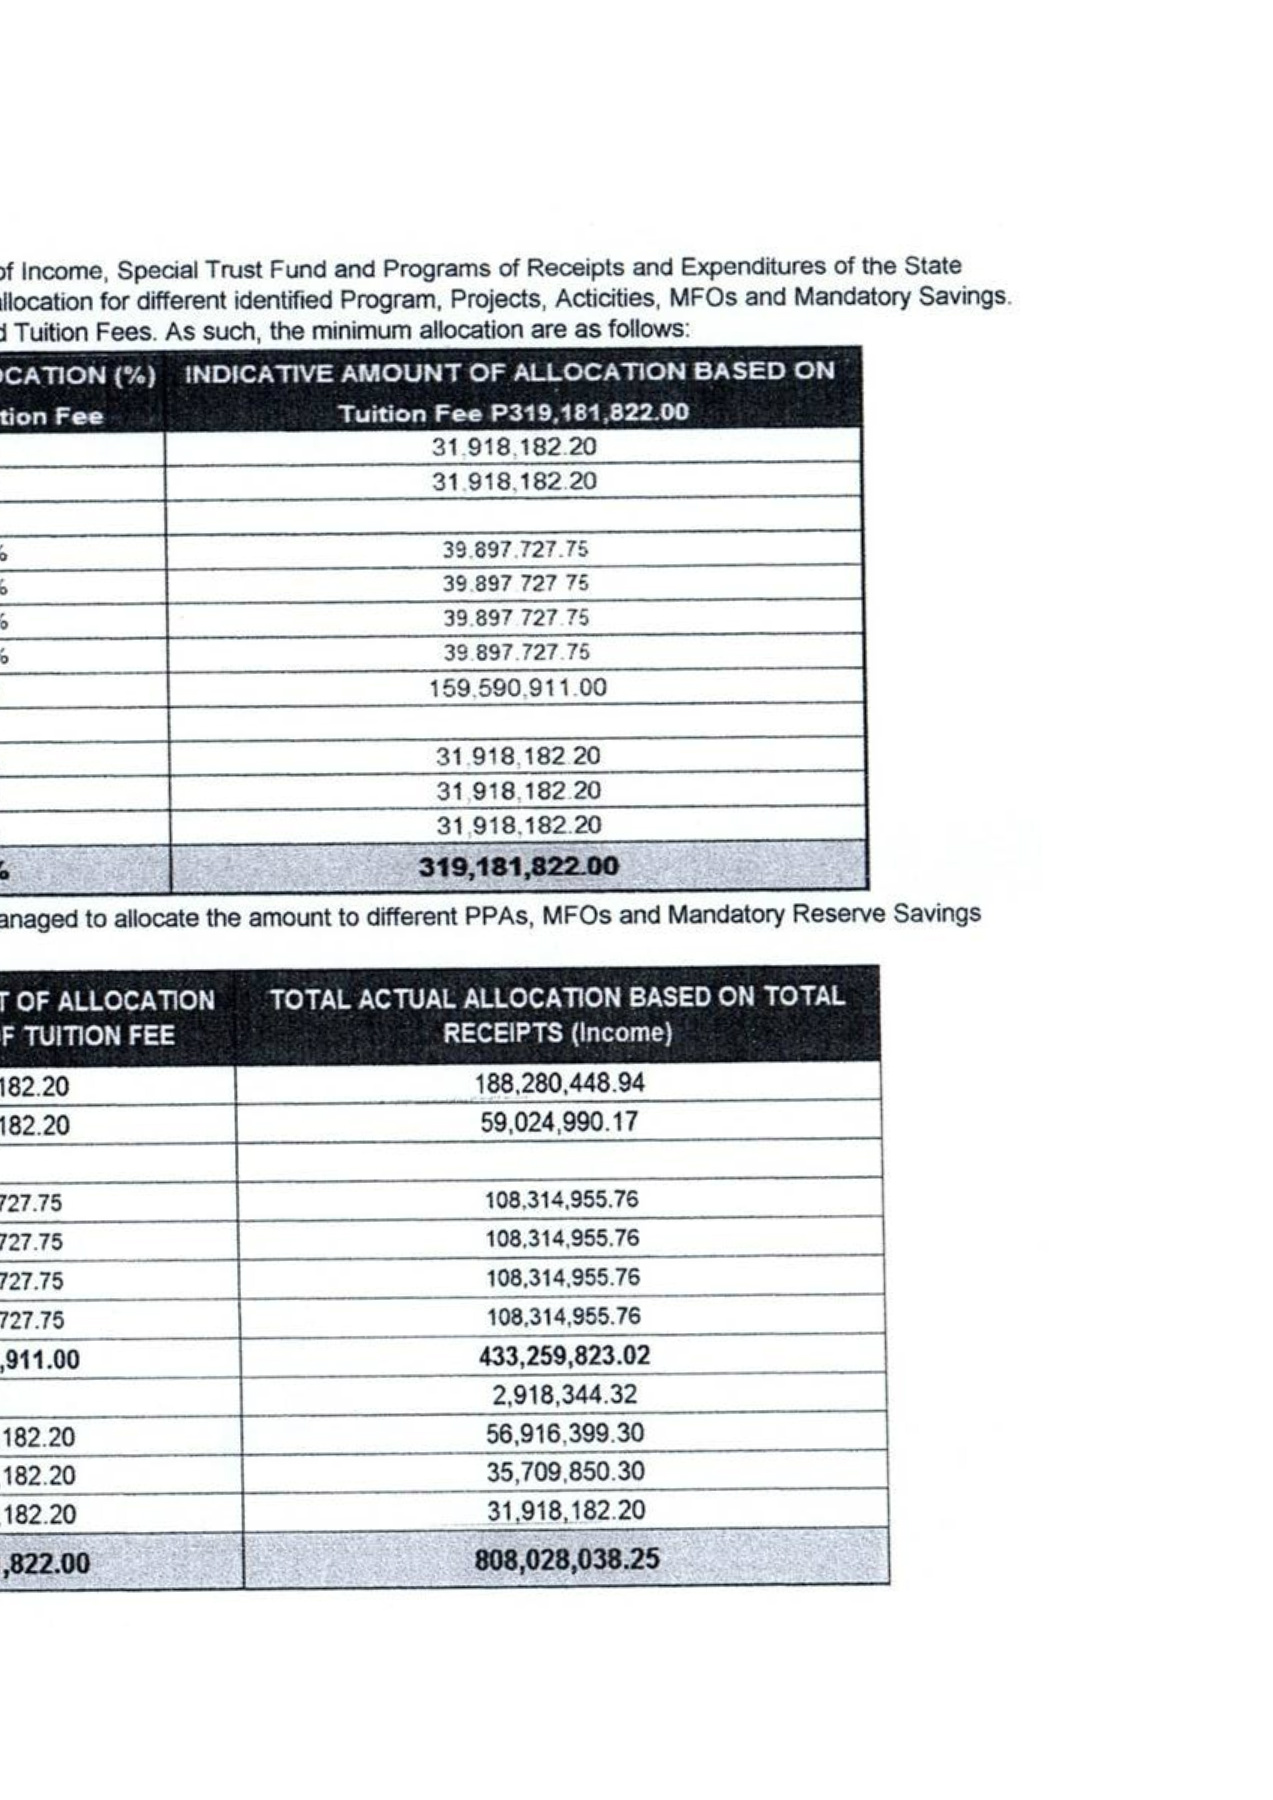 of Income, Special Trust Fund and Programs of Receipts and Expenditures of the State
llocation for different identified Program, Projects, Acticities, MFOs and Mandatory Savings.
d Tuition Fees. As such, the minimum allocation are as follows:
OCATION (%) INDICATIVE AMOUNT OF ALLOCATION BASED ON
tion Fee Tuition Fee P319,181,822.00
31,918,182.20
31,918,182.20
% 39.897.727.75
% 39.897 727 75
% 39.897 727.75
% 39.897.727.75
159,590,911.00
31,918,182.20
31,918,182.20
31,918,182.20
% 319,181,822.00
anaged to allocate the amount to different PPAs, MFOs and Mandatory Reserve Savings
T OF ALLOCATION TOTAL ACTUAL ALLOCATION BASED ON TOTAL
F TUITION FEE RECEIPTS (Income)
182.20 188,280,448.94
182.20 59,024,990.17
727.75 108,314,955.76
727.75 108,314,955.76
727.75 108,314,955.76
727.75 108,314,955.76
,911.00 433,259,823.02
2,918,344.32
182.20 56,916,399.30
182.20 35,709,850.30
182.20 31,918,182.20
,822.00 808,028,038.25